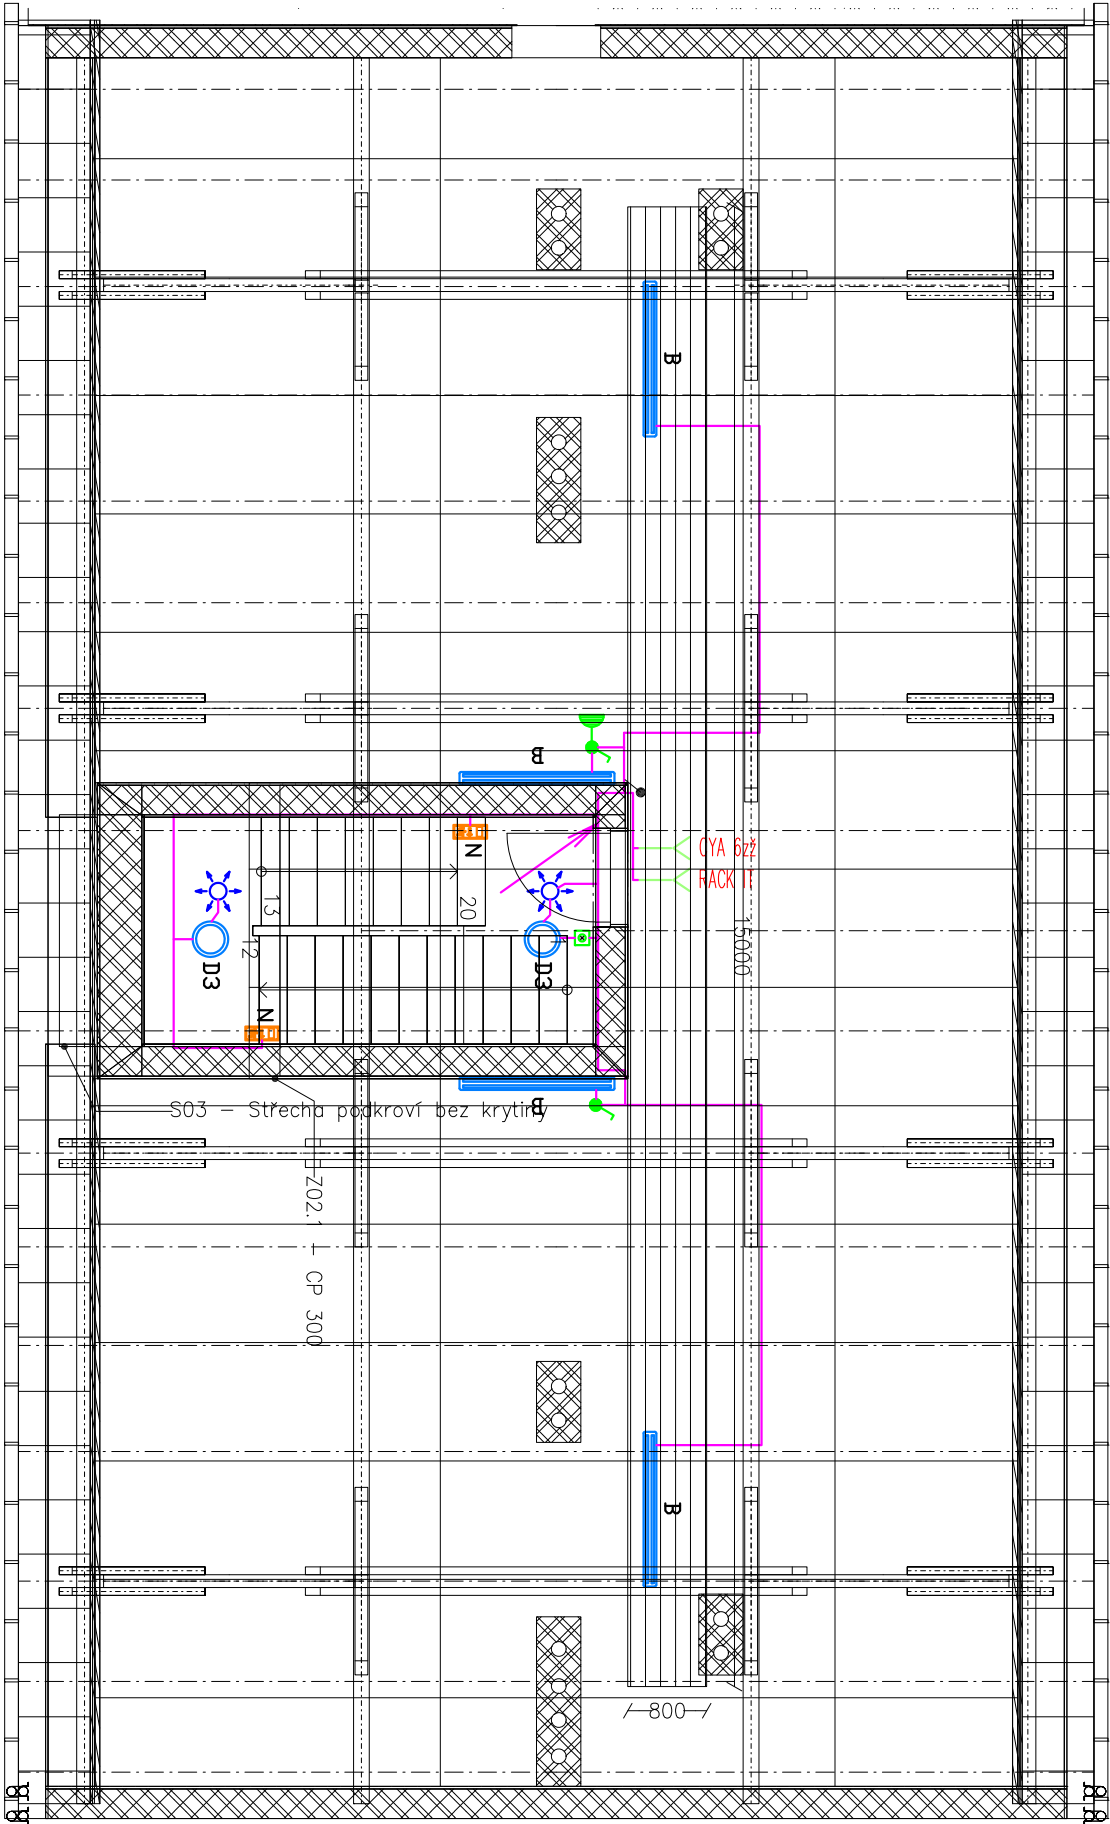 B
B
CYA 6zž
RACK IT
N
13
20
15000
12
1
D3
D3
N
B
S03 - Střecha podkroví bez krytiny
Z02.1 - CP 300
B
800